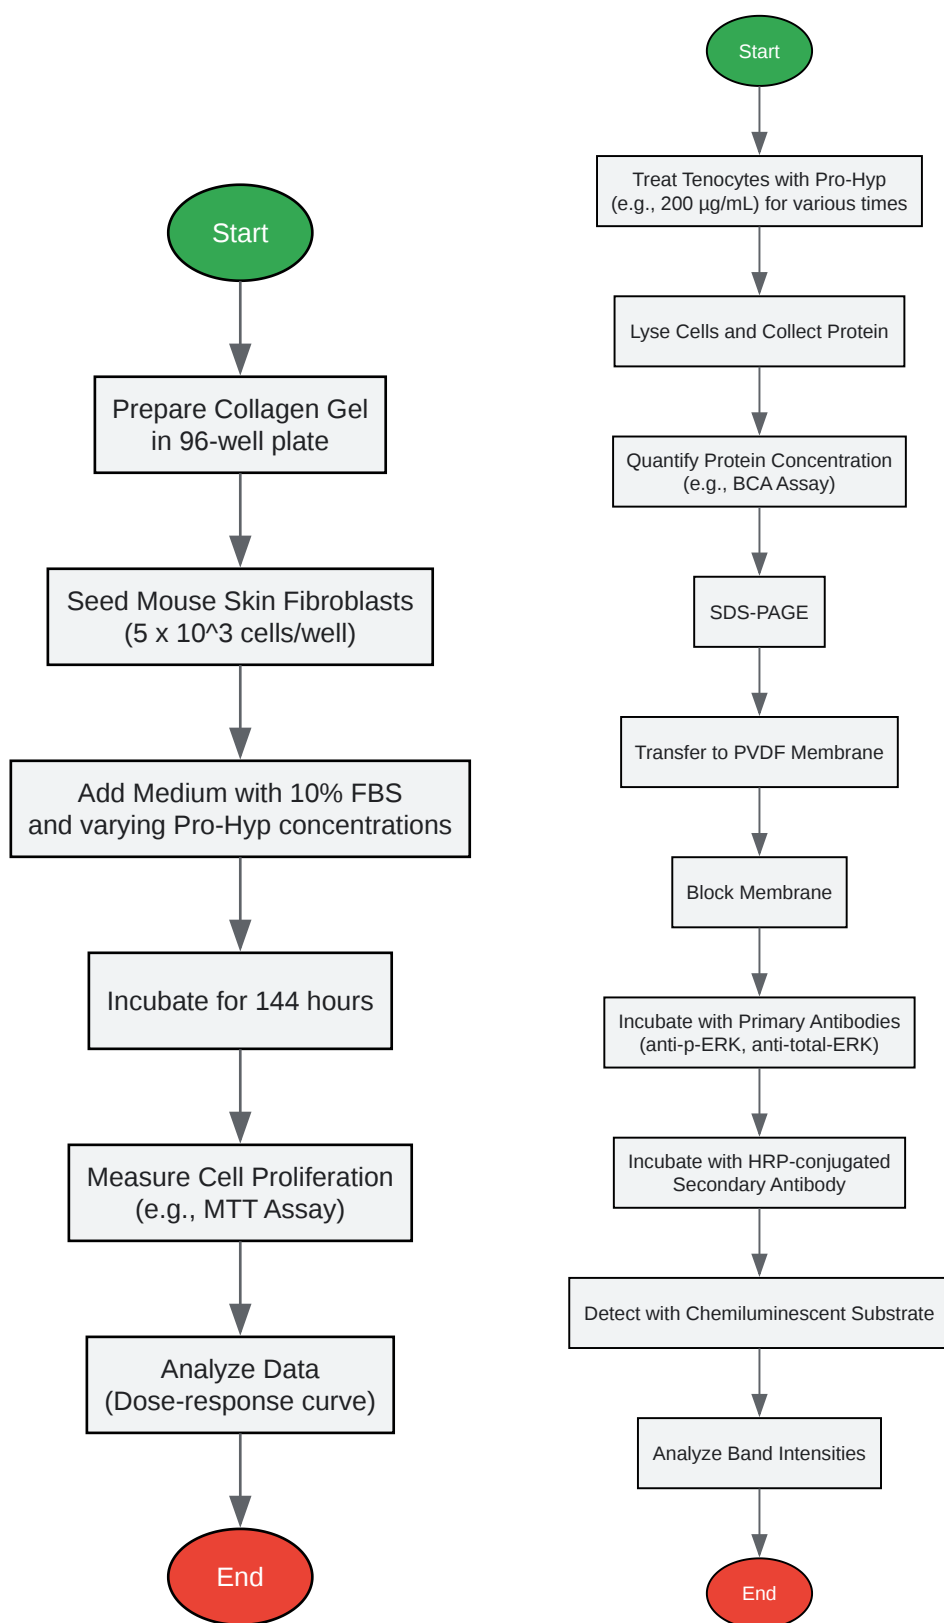 Start
Prepare Collagen Gel
in 96-well plate
Seed Mouse Skin Fibroblasts
(5 x 10^3 cells/well)
Add Medium with 10% FBS
and varying Pro-Hyp concentrations
Incubate for 144 hours
Measure Cell Proliferation
(e.g., MTT Assay)
Analyze Data
(Dose-response curve)
End
Start
Treat Tenocytes with Pro-Hyp
(e.g., 200 µg/mL) for various times
Lyse Cells and Collect Protein
Quantify Protein Concentration
(e.g., BCA Assay)
SDS-PAGE
Transfer to PVDF Membrane
Block Membrane
Incubate with Primary Antibodies
(anti-p-ERK, anti-total-ERK)
Incubate with HRP-conjugated
Secondary Antibody
Detect with Chemiluminescent Substrate
Analyze Band Intensities
End